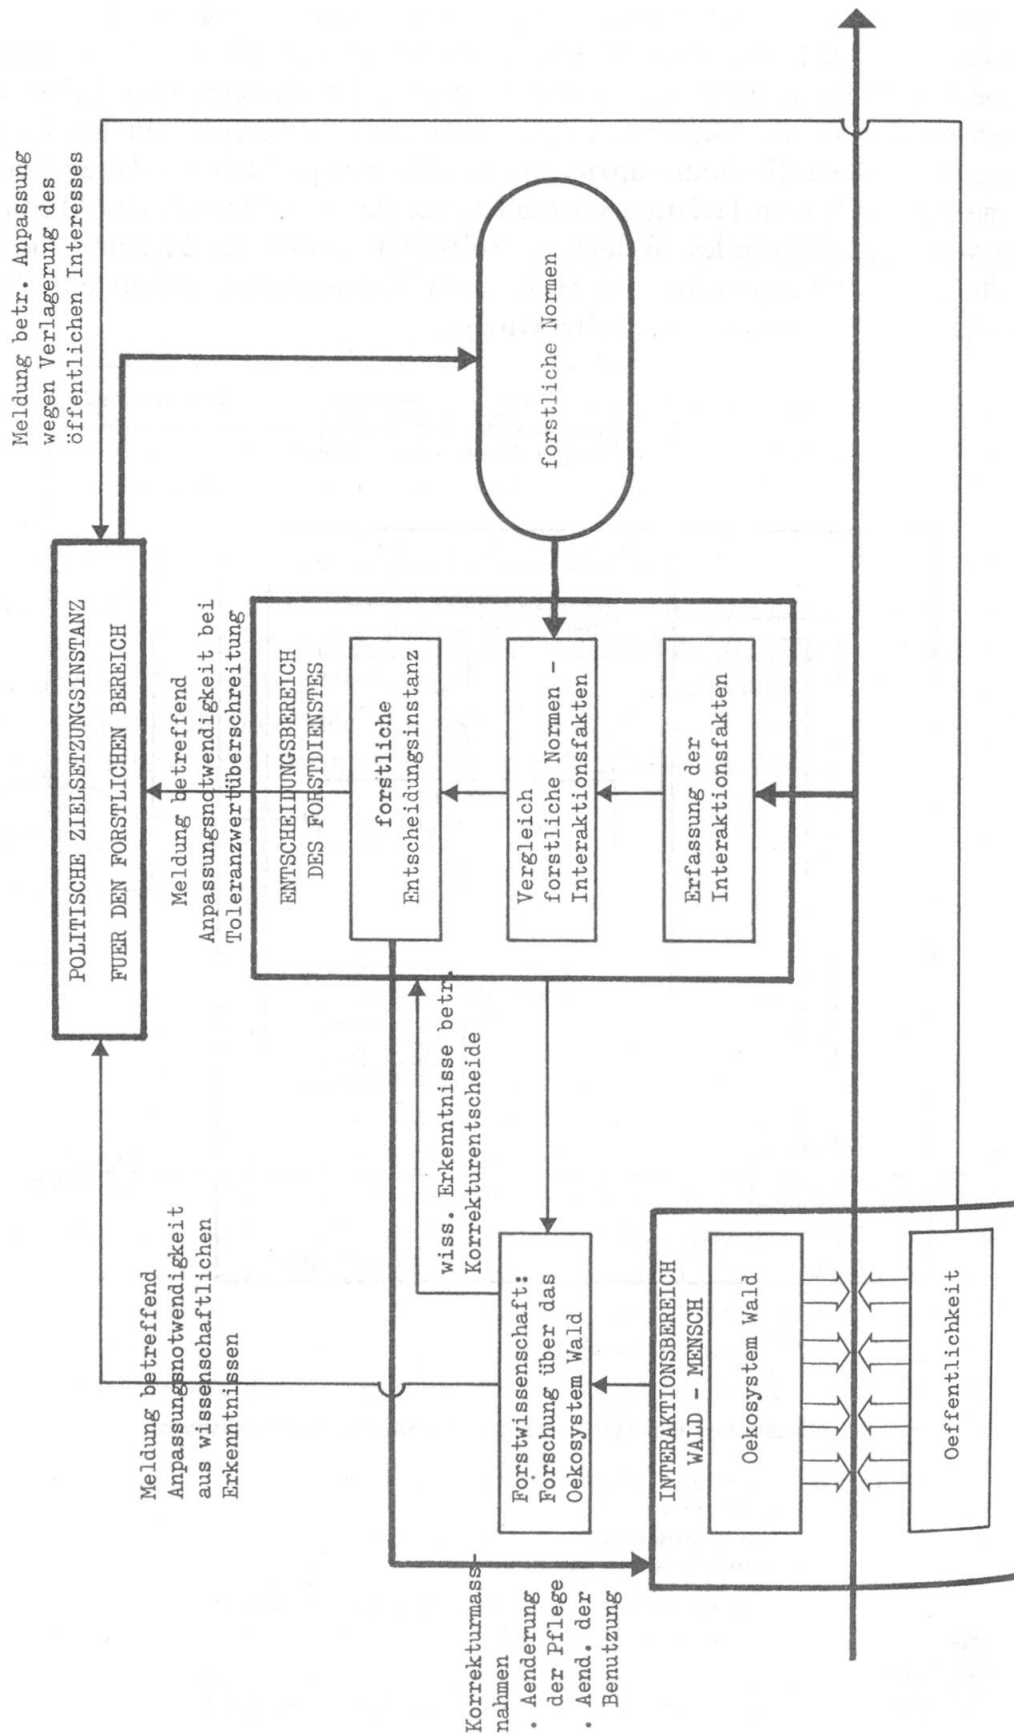 Meldung betreffend
Anpassungsnotwendigkeit
aus wissenschaftlichen
Erkenntnissen
POLITISCHE ZIELSETZUNGSINSTANZ
FUER DEN FORSTLICHEN BEREICH
Meldung betr. Anpassung
wegen Verlagerung des
öffentlichen Interesses
Meldung betreffend
Anpassungsnotwendigkeit bei
Toleranzwertüberschreitung
ENTSCHEIDUNGSBEREICH
DES FORSTDIENSTES
forstliche
Entscheidungsinstanz
Vergleich
forstliche Normen -
Interaktionsfakten
Erfassung der
Interaktionsfakten
forstliche Normen
wiss. Erkenntnisse betr.
Korrekturentscheide
Forstwissenschaft:
Forschung über das
Oekosystem Wald
Korrekturmass-
nahmen
. Aenderung
der Pflege
. Aend. der
Benutzung
INTERAKTIONSBEREICH
WALD - MENSCH
Oekosystem Wald
Oeffentlichkeit